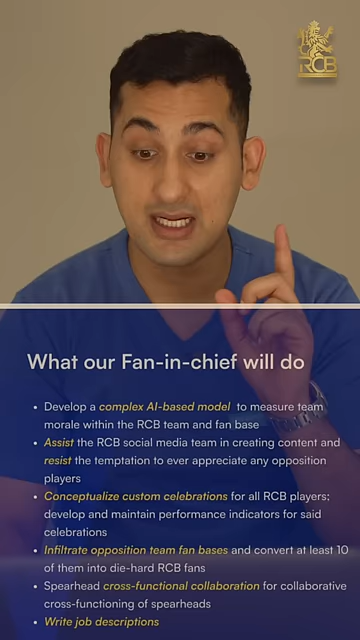 RCB
What our Fan-in-chief will do
• Develop a complex AI-based model to measure team
morale within the RCB team and fan base
• Assist the RCB social media team in creating content and
resist the temptation to ever appreciate any opposition
players
• Conceptualize custom celebrations for all RCB players;
develop and maintain performance indicators for said
celebrations
• Infiltrate opposition team fan bases and convert at least 10
of them into die-hard RCB fans
• Spearhead cross-functional collaboration for collaborative
cross-functioning of spearheads
• Write job descriptions